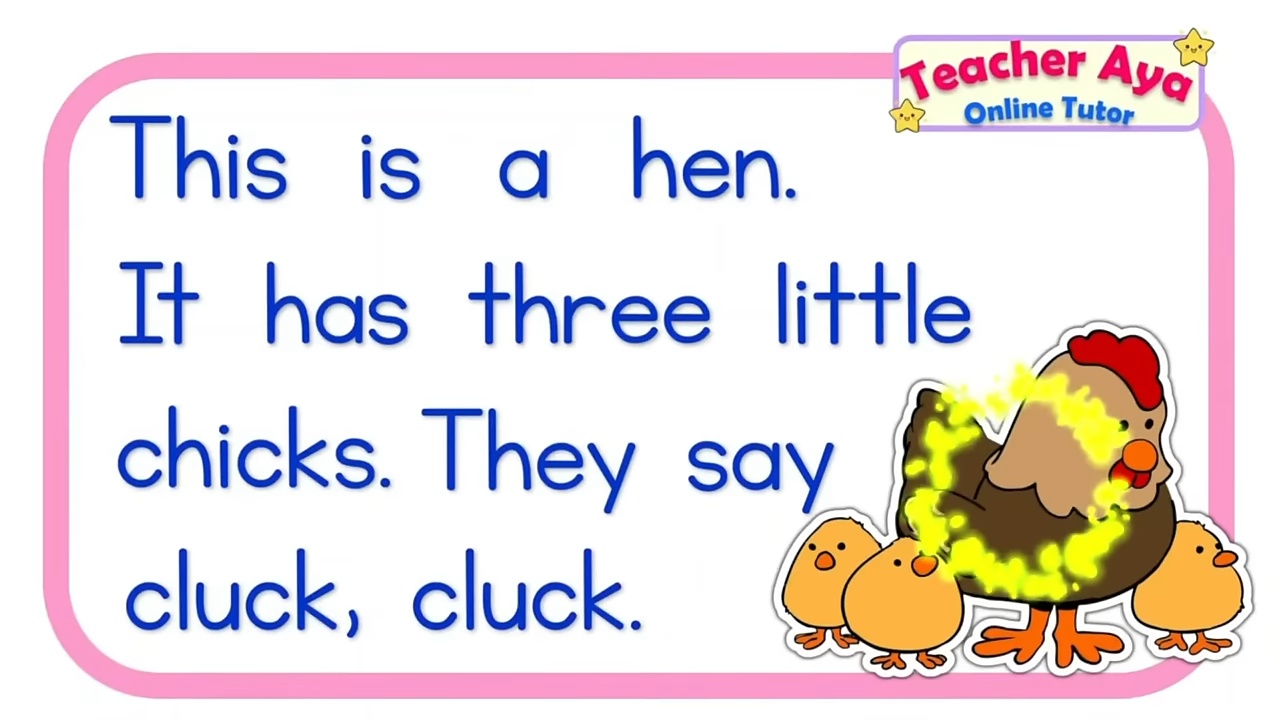 Teacher Aya
Online Tutor
This is a hen.
It has three little
chicks. They say
cluck, cluck.